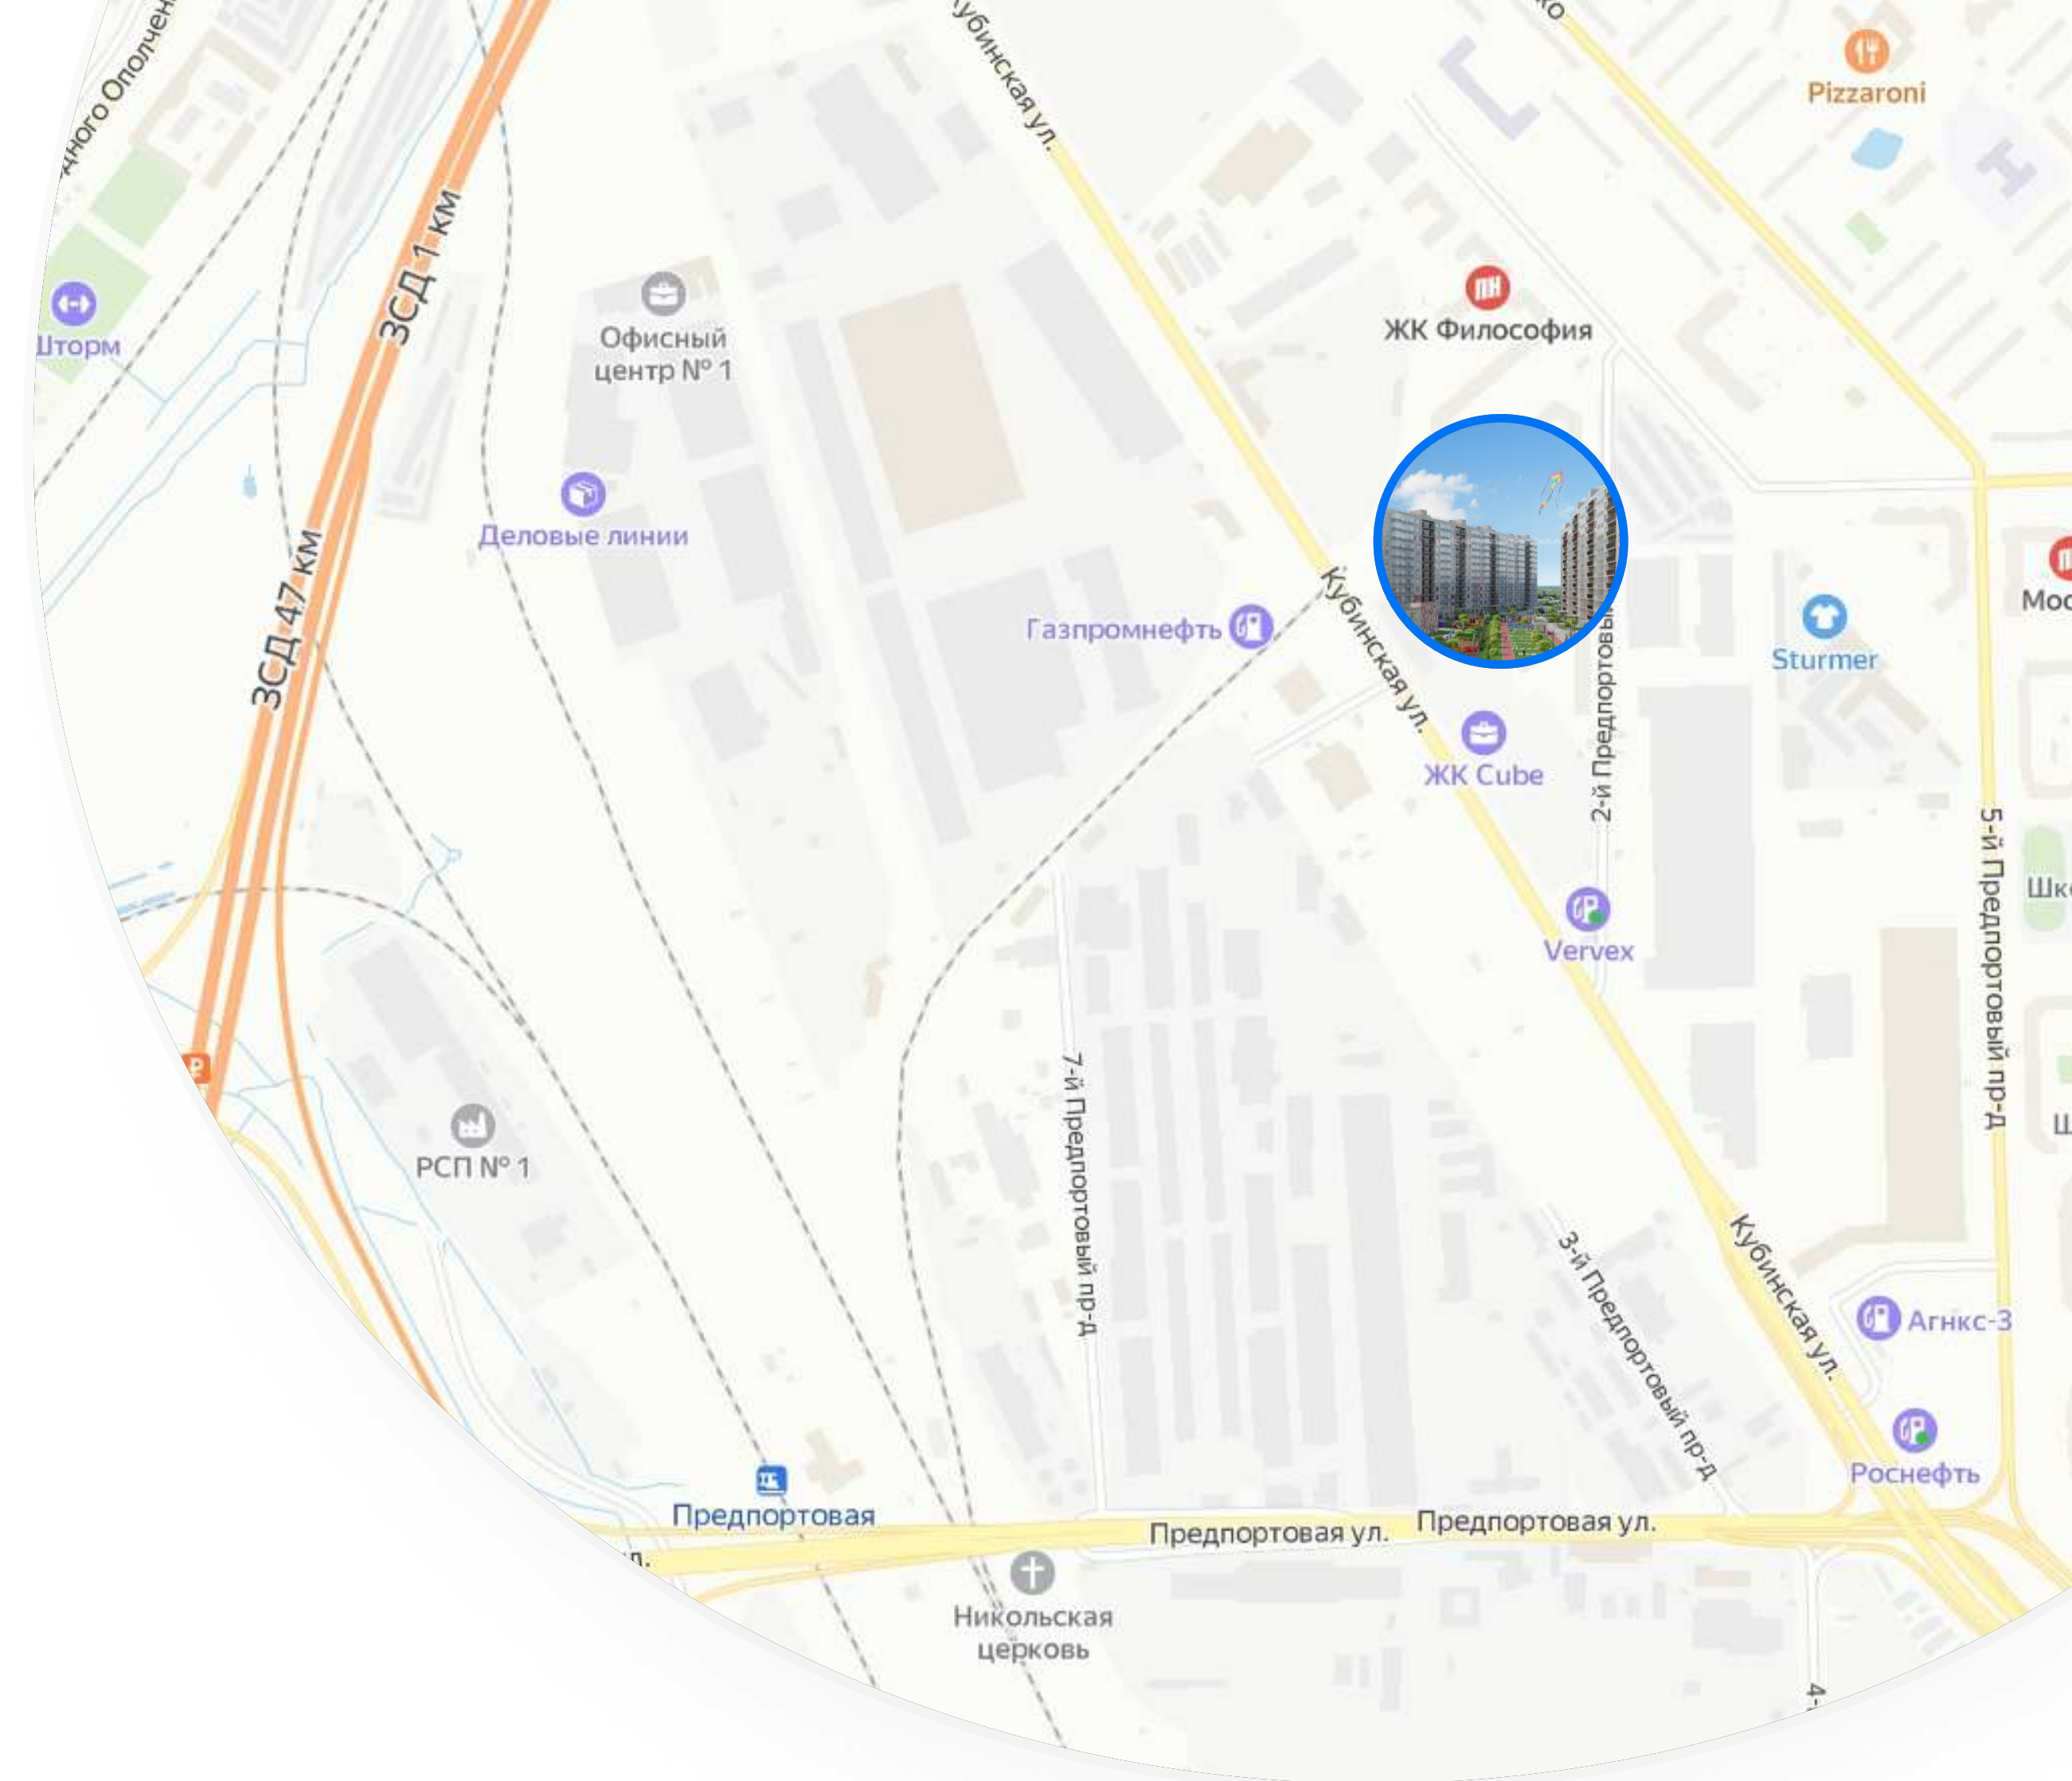 Кубинская ул.
Pizzaroni
ЗСД 1 км
ЖК Философия
Офисный
центр № 1
Деловые линии
ЗСД 47 км
Газпромнефть
Кубинская ул.
2-й Предпортовый
Sturmer
ЖК Cube
5-й Предпортовый пр-д
Vervex
7-й Предпортовый пр-д
РСП № 1
3-й Предпортовый пр-д
Кубинская ул.
Агнкс-3
Роснефть
Предпортовая
Предпортовая ул.
Предпортовая ул.
ул.
Никольская
церковь
4-